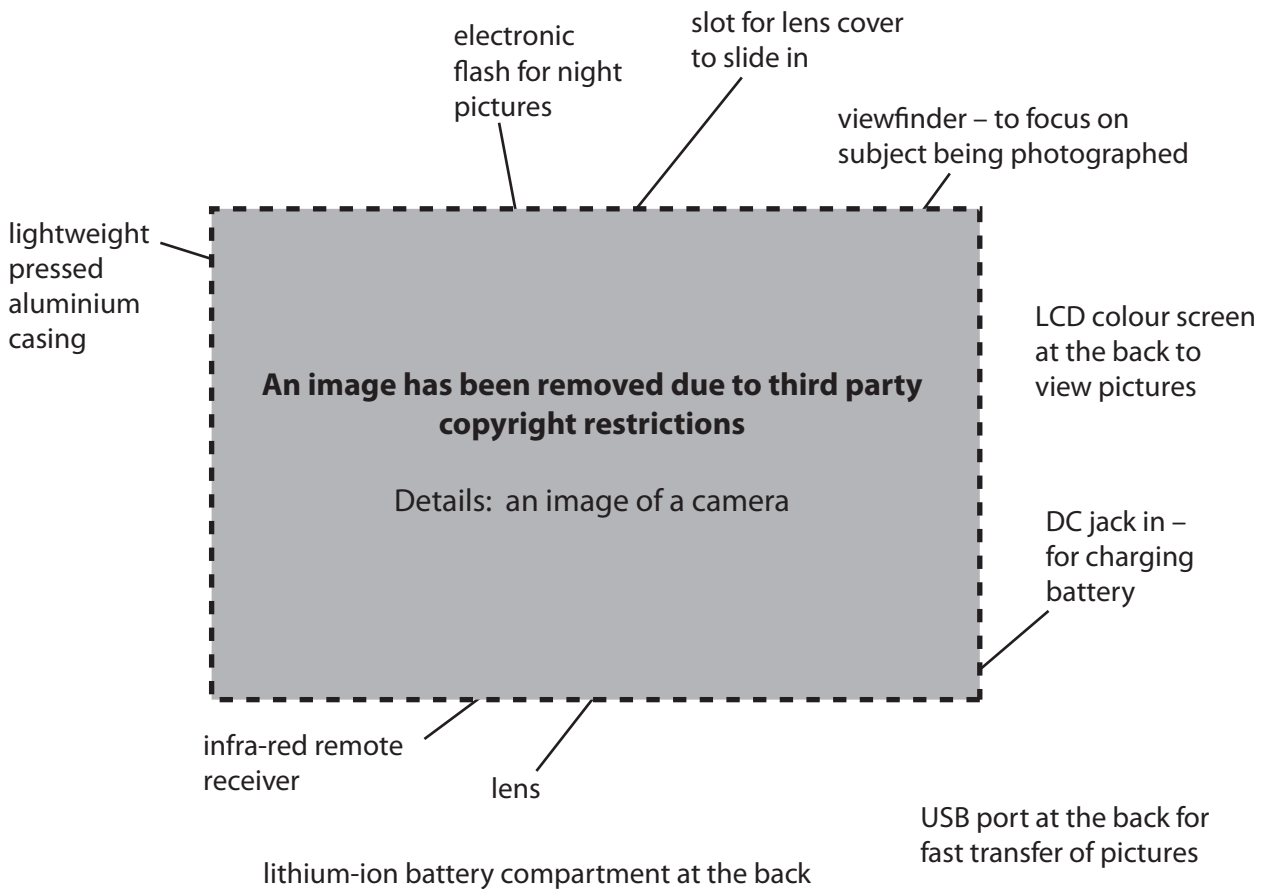 electronic
flash for night
pictures
slot for lens cover
to slide in
viewfinder – to focus on
subject being photographed
lightweight
pressed
aluminium
casing
An image has been removed due to third party
copyright restrictions
Details:  an image of a camera
LCD colour screen
at the back to
view pictures
DC jack in –
for charging
battery
infra-red remote
receiver
lens
USB port at the back for
fast transfer of pictures
lithium-ion battery compartment at the back